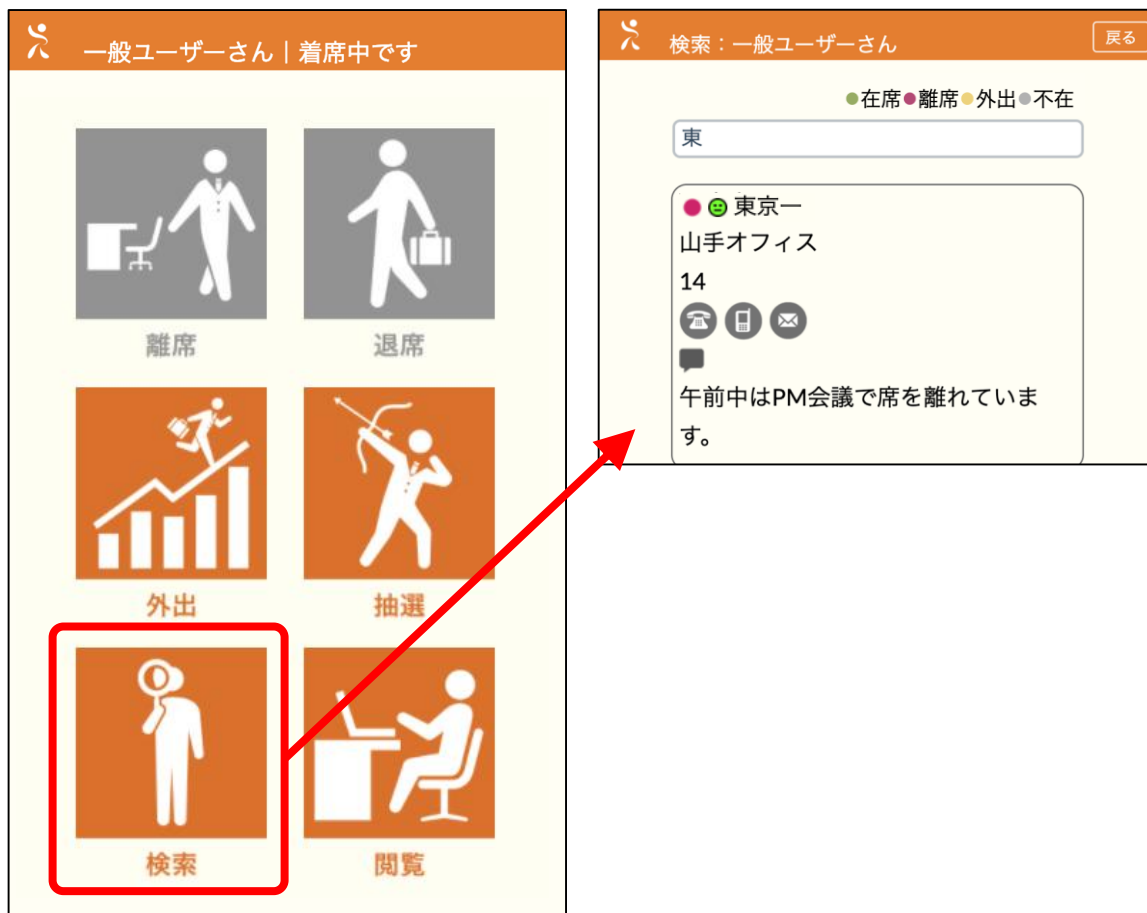 一般ユーザーさん｜着席中です
離席
退席
外出
抽選
検索
閲覧
検索：一般ユーザーさん
戻る
●在席●離席●外出●不在
東
東京一
山手オフィス
14
午前中はPM会議で席を離れていま
す。